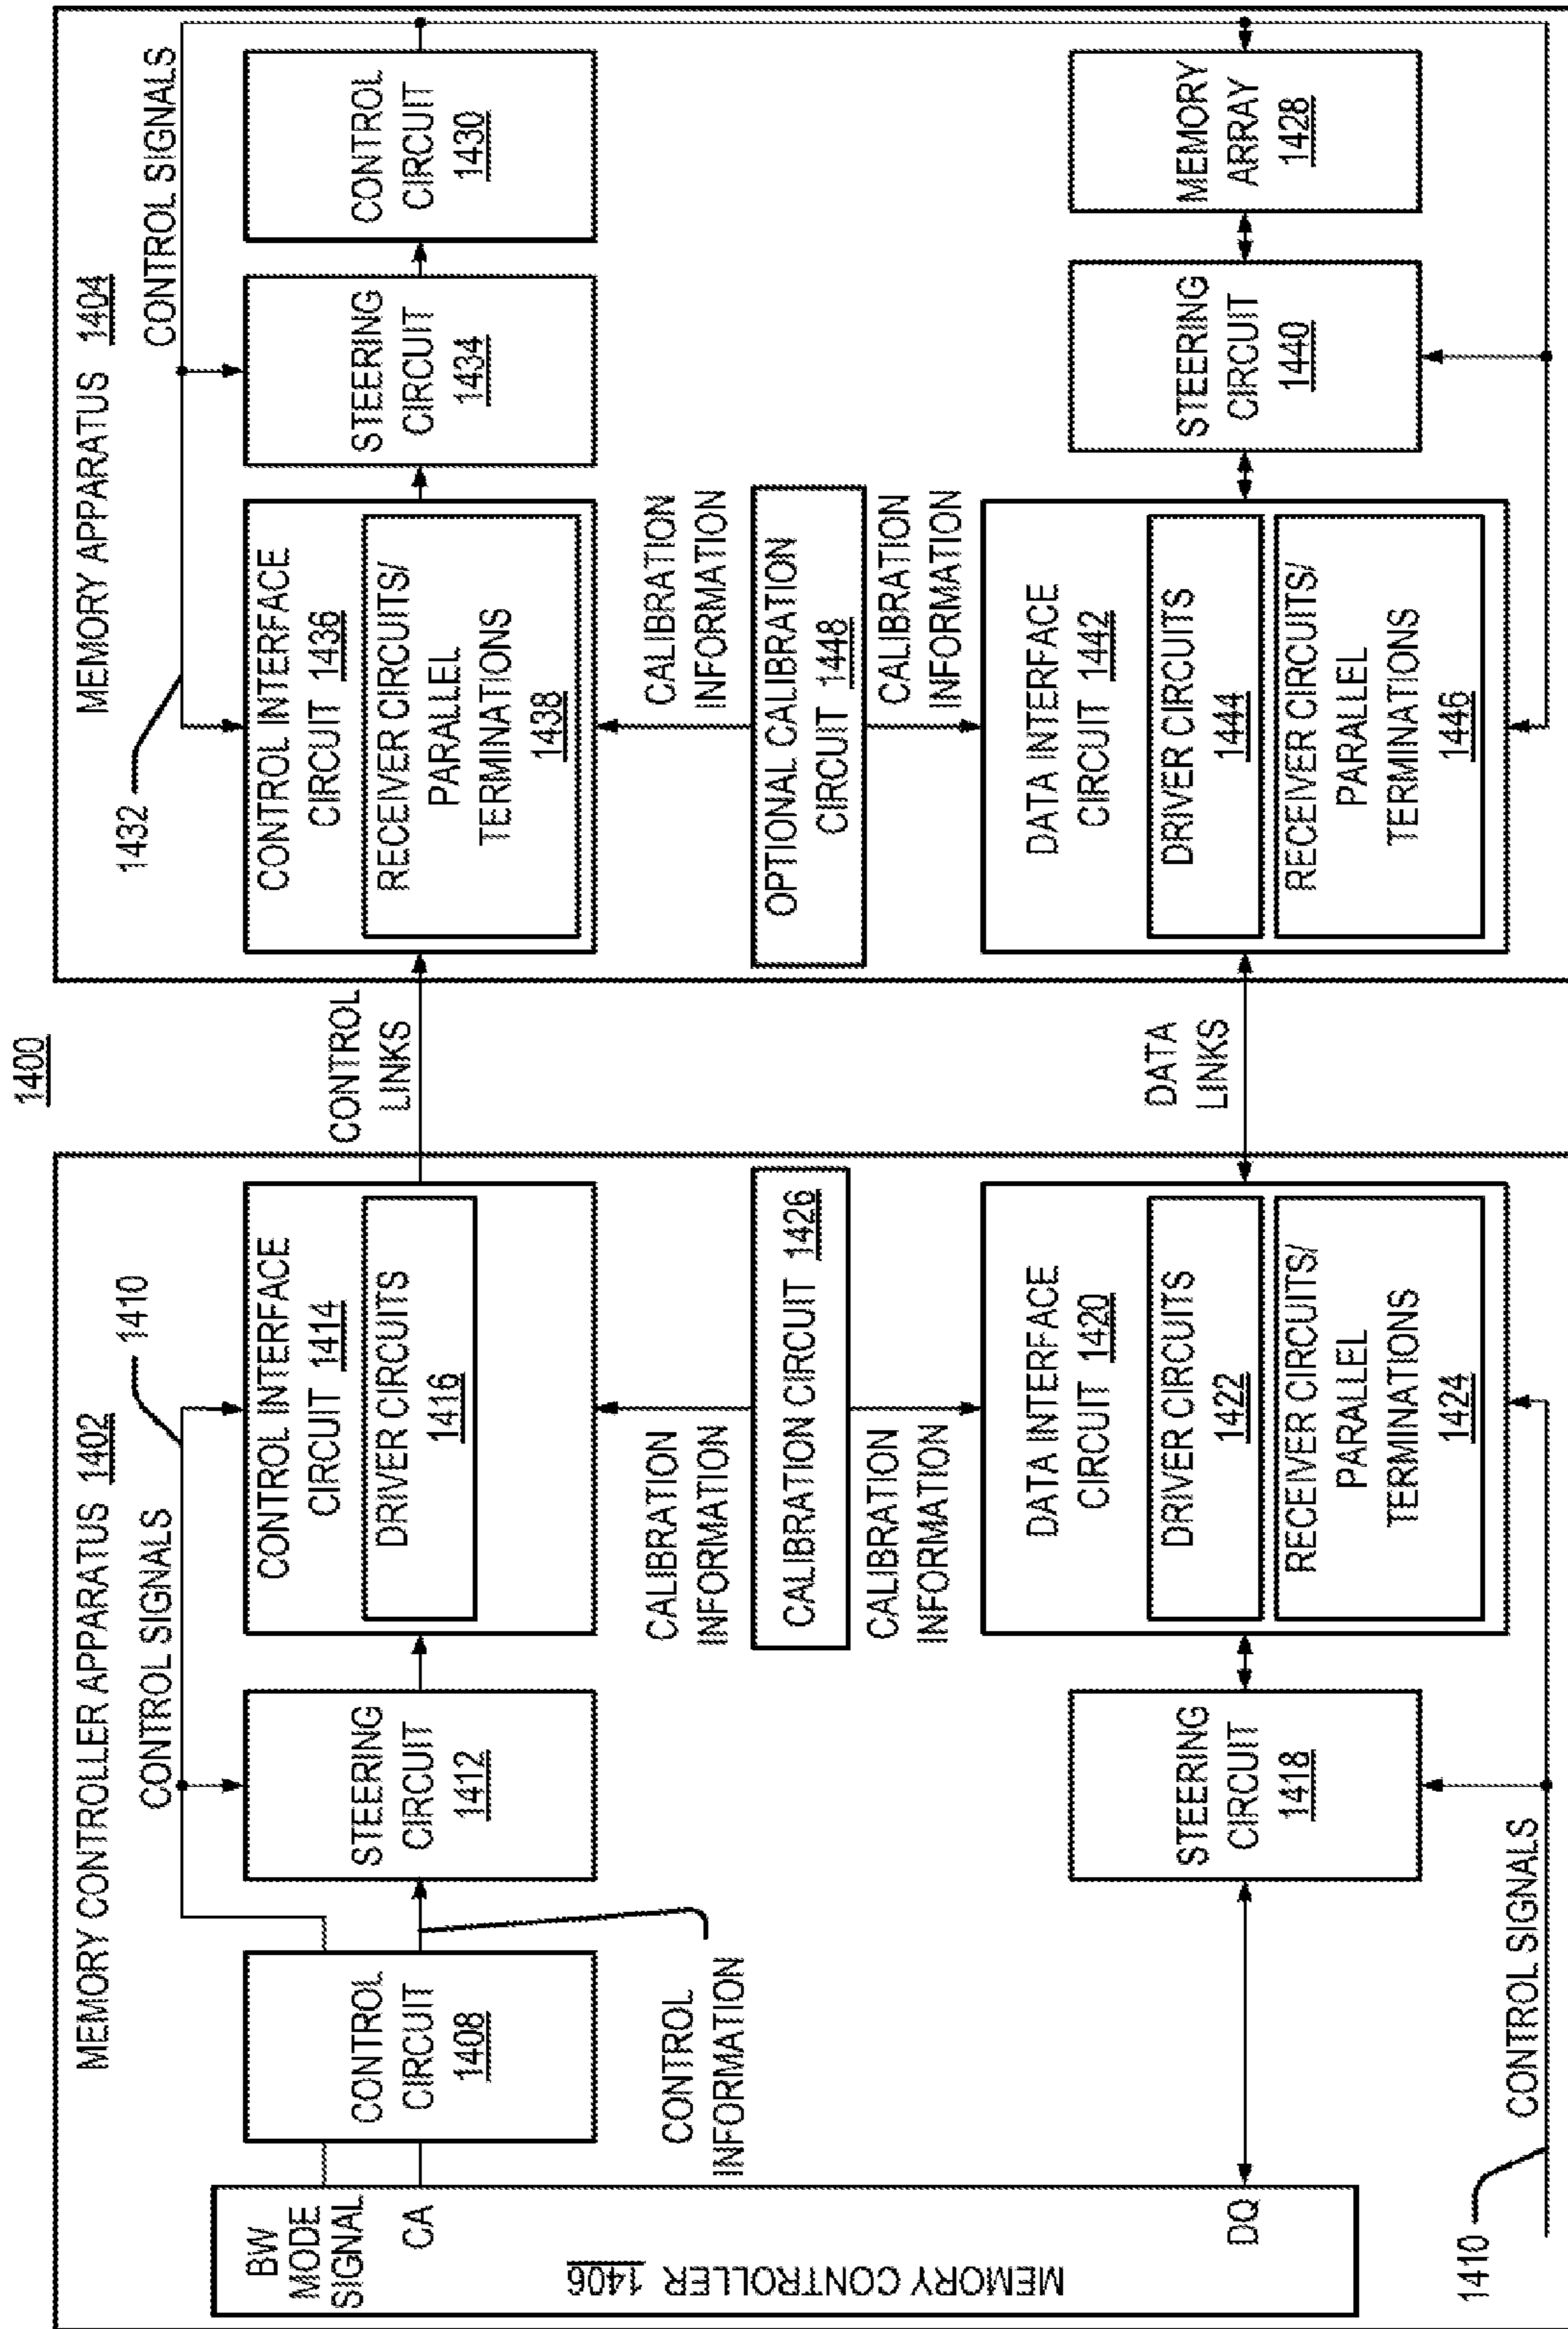 1400
MEMORY CONTROLLER APPARATUS 1402
CONTROL SIGNALS
1410
BW
MODE
SIGNAL
CA
DQ
MEMORY CONTROLLER 1406
CONTROL
CIRCUIT
1408
CONTROL
INFORMATION
STEERING
CIRCUIT
1412
CONTROL INTERFACE
CIRCUIT 1414
DRIVER CIRCUITS
1416
CALIBRATION
INFORMATION
CALIBRATION CIRCUIT 1426
CALIBRATION
INFORMATION
STEERING
CIRCUIT
1418
DATA INTERFACE
CIRCUIT 1420
DRIVER CIRCUITS
1422
RECEIVER CIRCUITS/
PARALLEL
TERMINATIONS
1424
CONTROL SIGNALS
1410
CONTROL
LINKS
DATA
LINKS
MEMORY APPARATUS 1404
1432
CONTROL SIGNALS
CONTROL INTERFACE
CIRCUIT 1436
RECEIVER CIRCUITS/
PARALLEL
TERMINATIONS
1438
STEERING
CIRCUIT
1434
CONTROL
CIRCUIT
1430
CALIBRATION
INFORMATION
OPTIONAL CALIBRATION
CIRCUIT 1448
CALIBRATION
INFORMATION
DATA INTERFACE
CIRCUIT 1442
DRIVER CIRCUITS
1444
RECEIVER CIRCUITS/
PARALLEL
TERMINATIONS
1446
STEERING
CIRCUIT
1440
MEMORY
ARRAY
1428